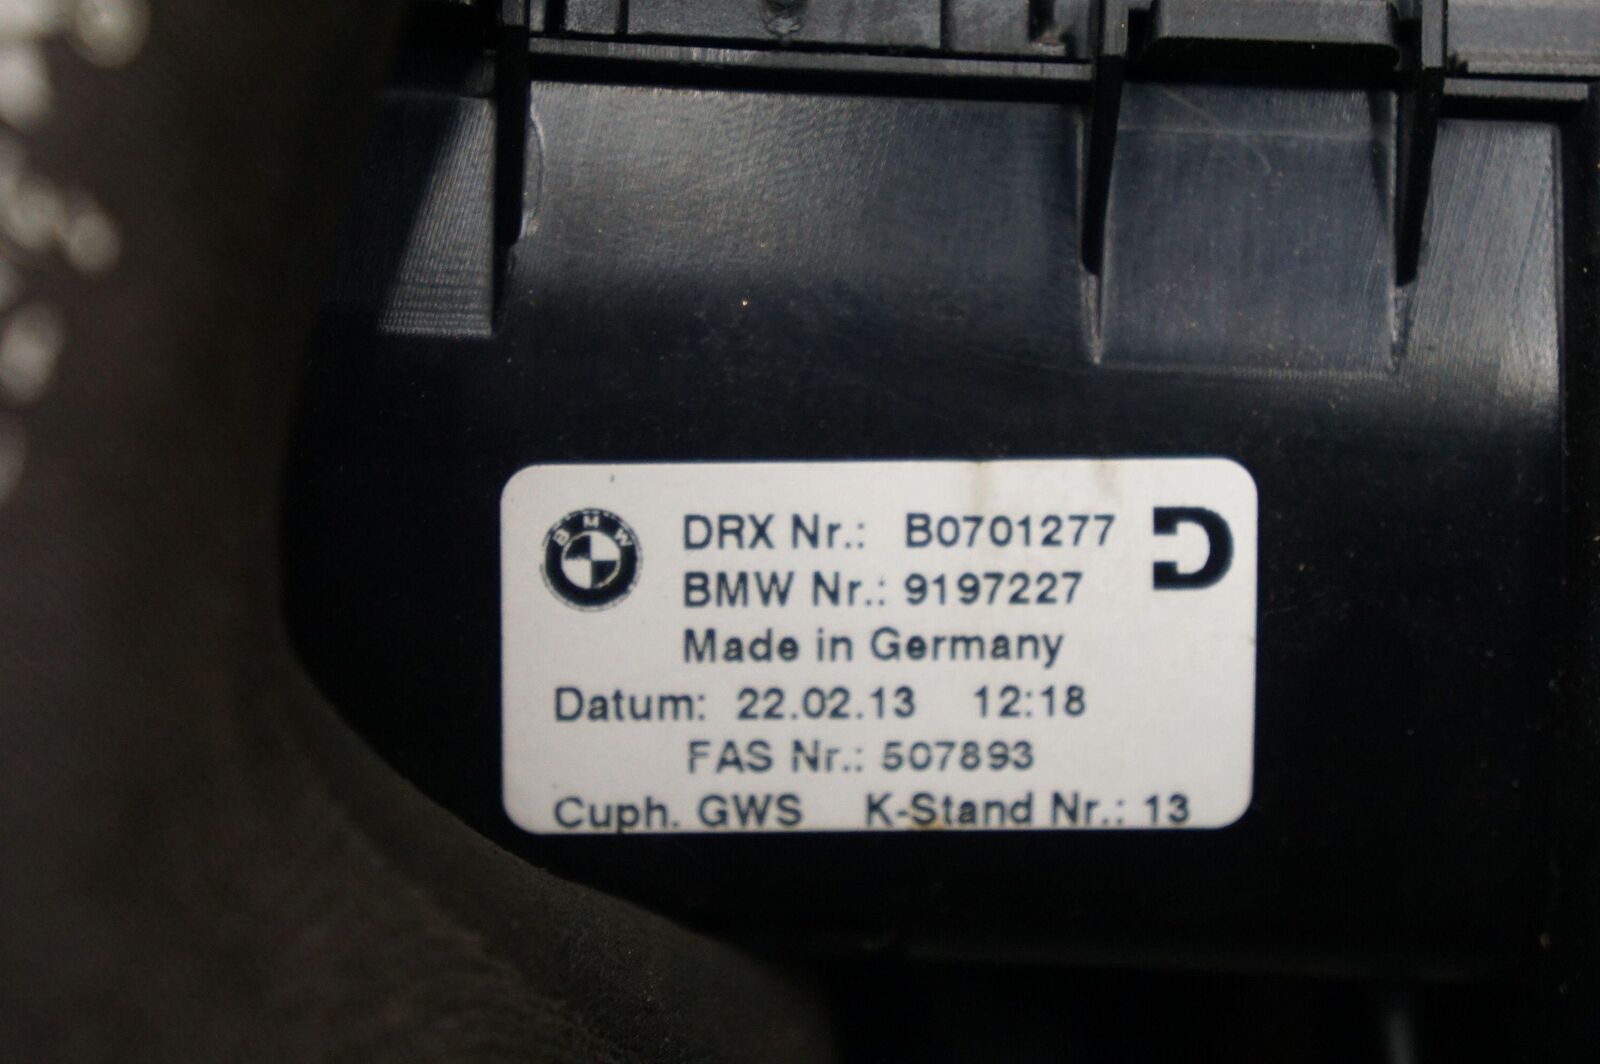 BMW
DRX Nr.: B0701277
BMW Nr.: 9197227
Made in Germany
Datum: 22.02.13 12:18
FAS Nr.: 507893
Cuph. GWS K-Stand Nr.: 13